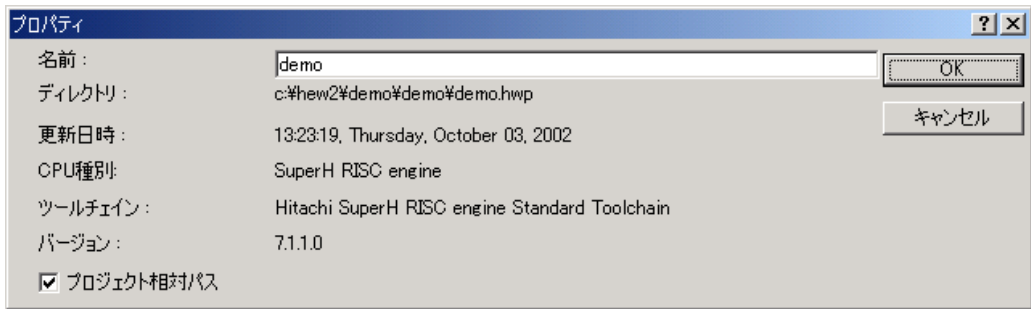 プロパティ
名前 : demo OK
ディレクトリ : c:¥hew2¥demo¥demo¥demo.hwp
キャンセル
更新日時 : 13:23:19, Thursday, October 03, 2002
CPU種別: SuperH RISC engine
ツールチェイン : Hitachi SuperH RISC engine Standard Toolchain
バージョン : 7.1.1.0
プロジェクト相対パス